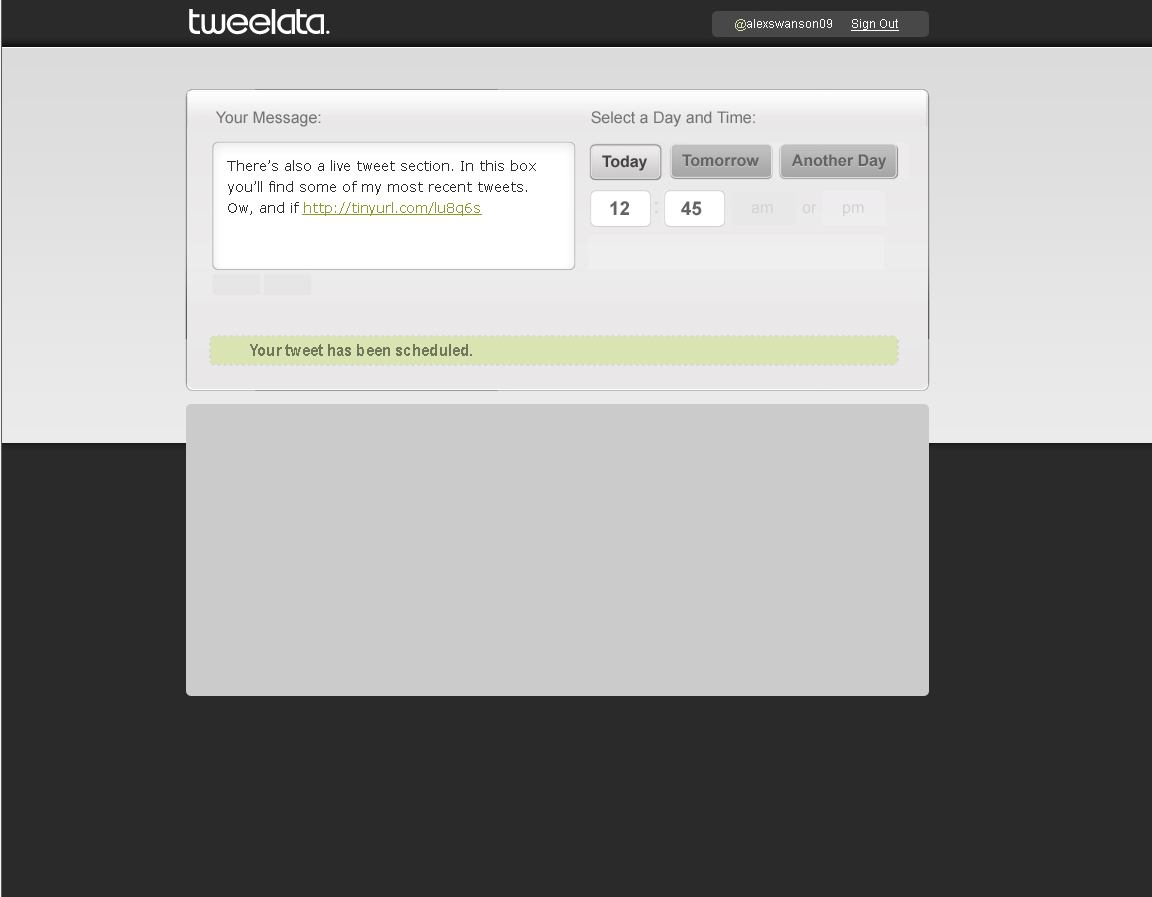 tweelata.
@alexswanson09 Sign Out
Your Message:
There's also a live tweet section. In this box
you'll find some of my most recent tweets.
Ow, and if http://tinyurl.com/lu8q6s
Select a Day and Time:
Today Tomorrow Another Day
12 : 45 am or pm
Your tweet has been scheduled.